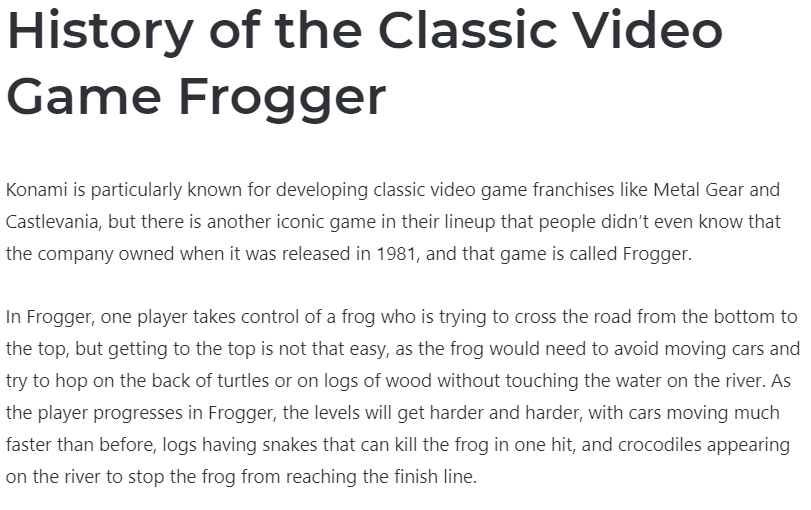 History of the Classic Video
Game Frogger
Konami is particularly known for developing classic video game franchises like Metal Gear and
Castlevania, but there is another iconic game in their lineup that people didn’t even know that
the company owned when it was released in 1981, and that game is called Frogger.
In Frogger, one player takes control of a frog who is trying to cross the road from the bottom to
the top, but getting to the top is not that easy, as the frog would need to avoid moving cars and
try to hop on the back of turtles or on logs of wood without touching the water on the river. As
the player progresses in Frogger, the levels will get harder and harder, with cars moving much
faster than before, logs having snakes that can kill the frog in one hit, and crocodiles appearing
on the river to stop the frog from reaching the finish line.